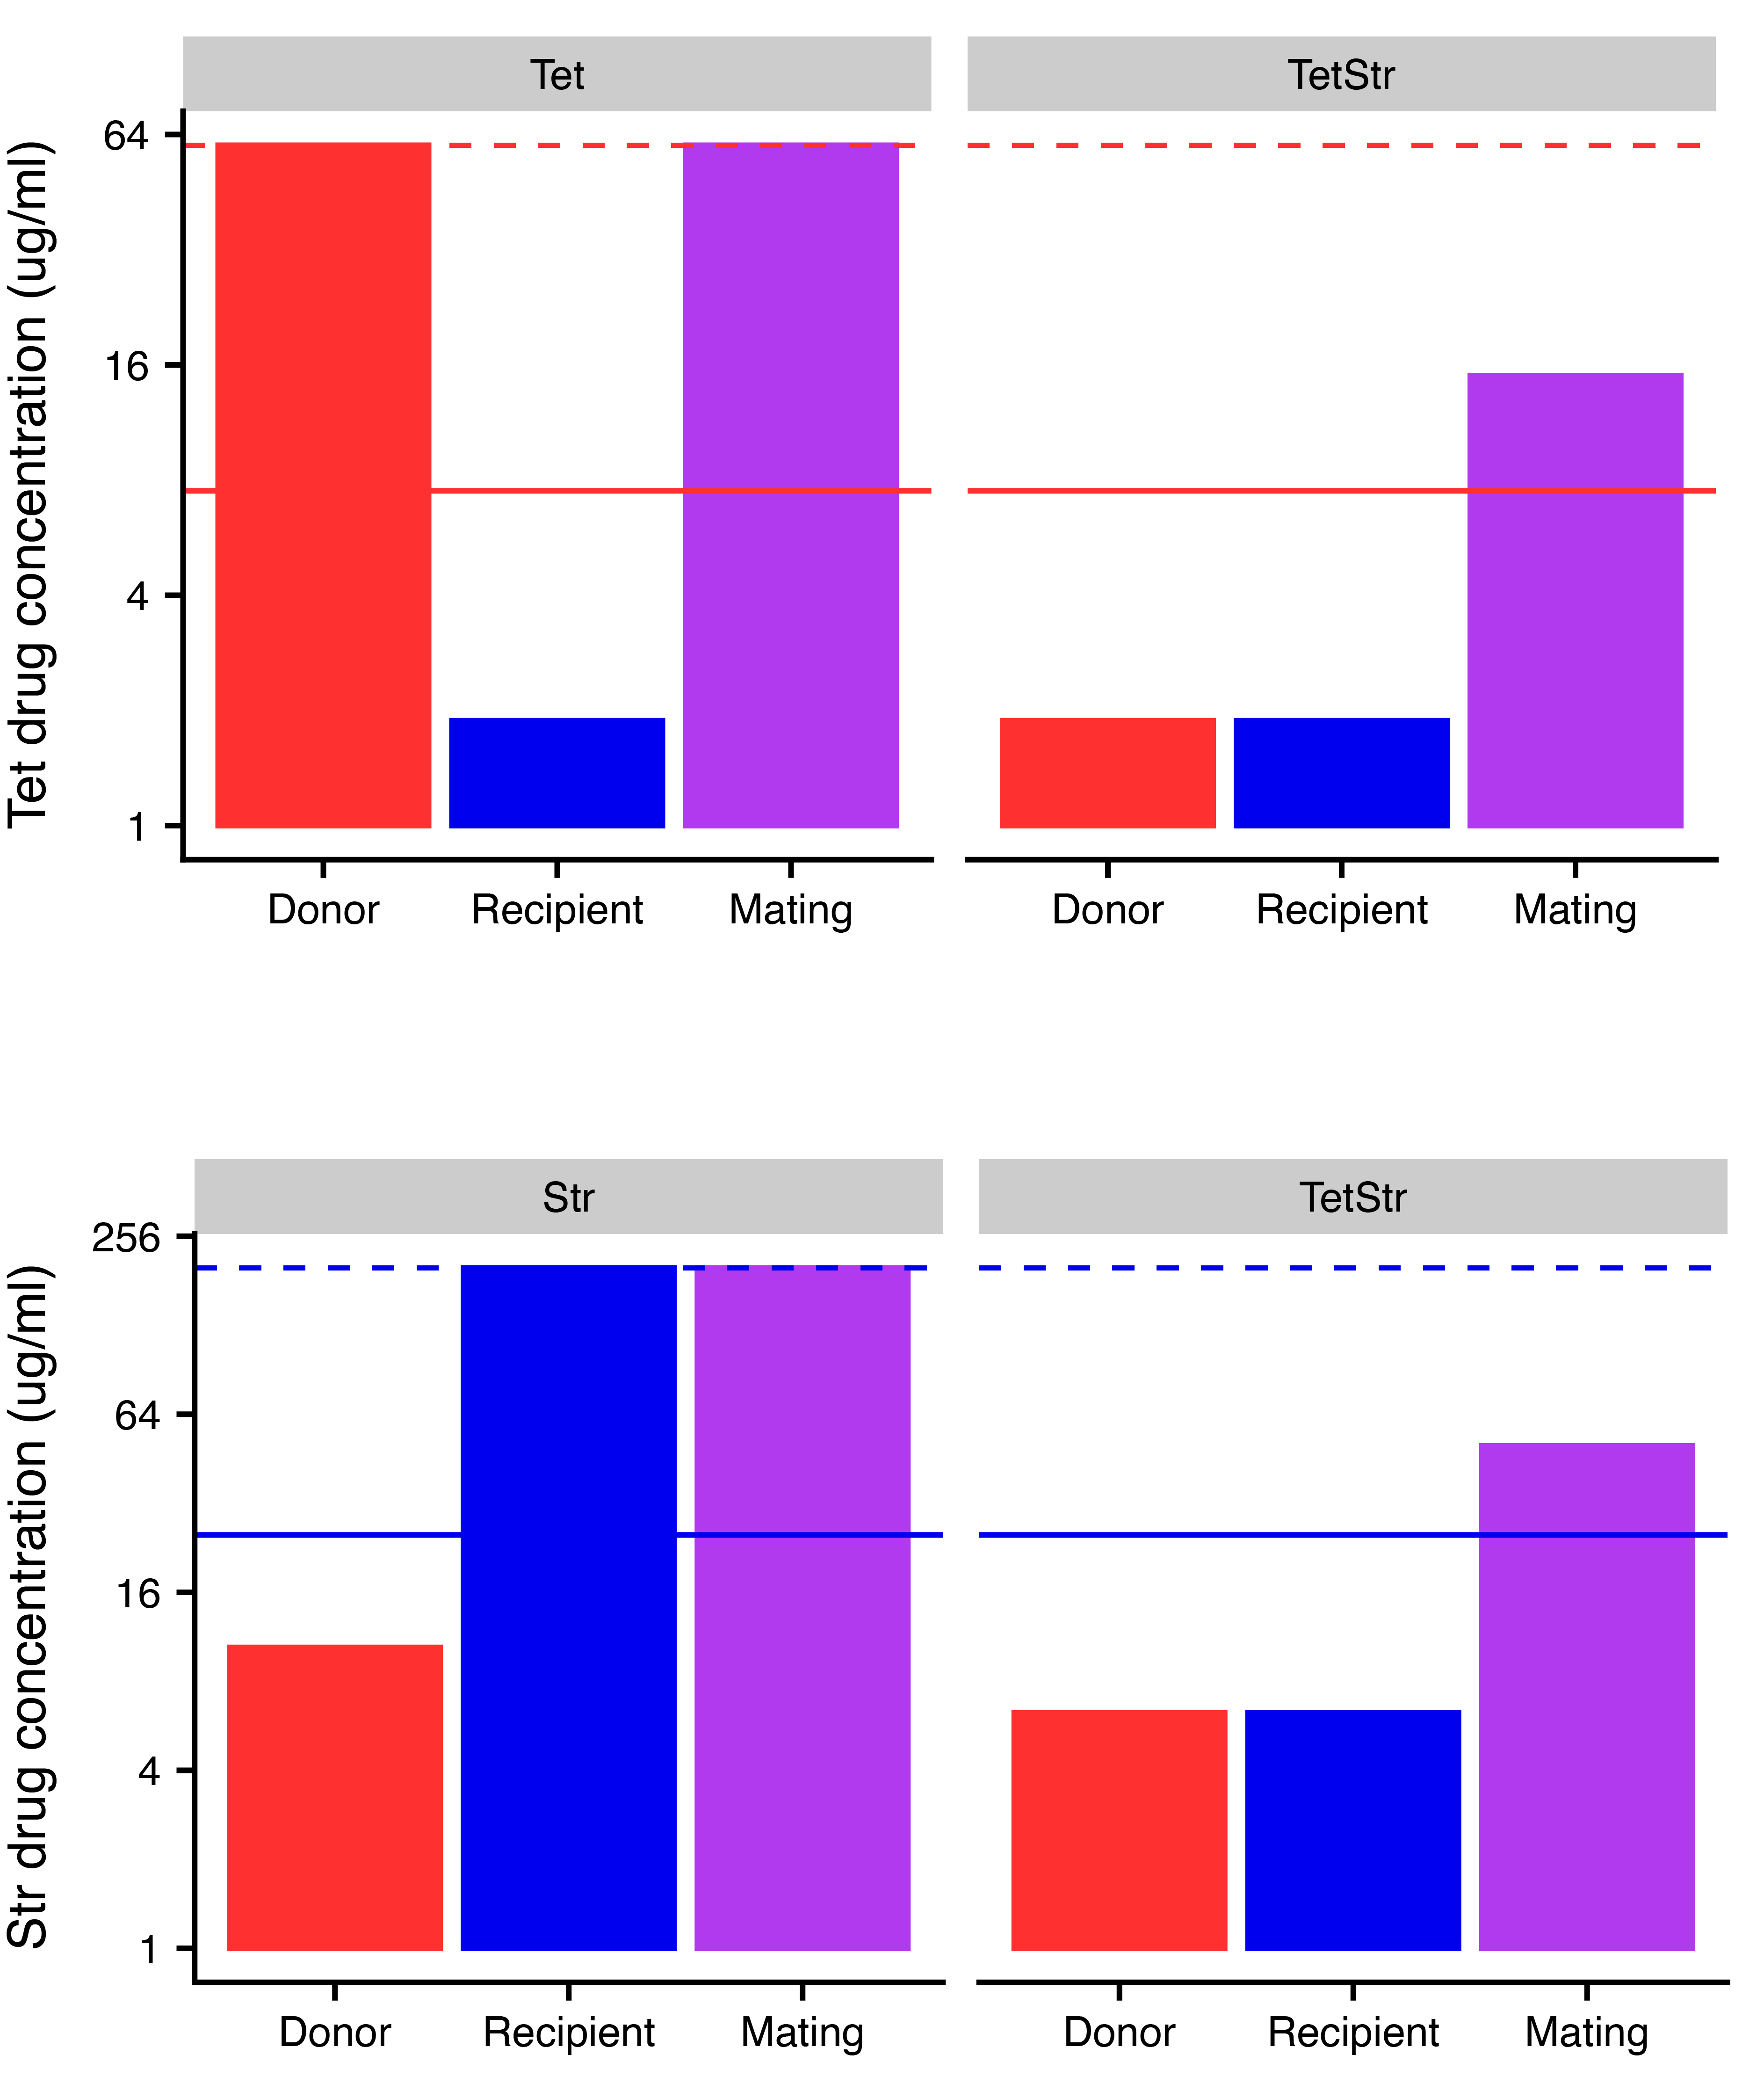 Tet
TetStr
Tet drug concentration (ug/ml)
64
16
4
1
Donor
Recipient
Mating
Donor
Recipient
Mating
Str
TetStr
Str drug concentration (ug/ml)
256
64
16
4
1
Donor
Recipient
Mating
Donor
Recipient
Mating